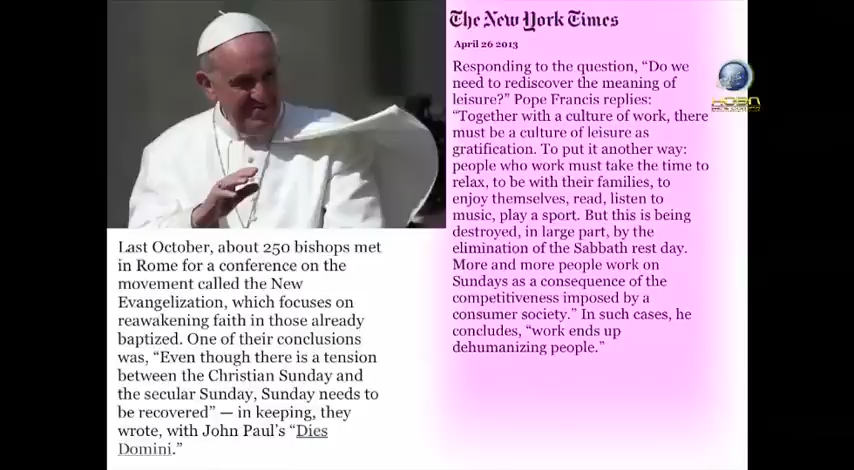 Last October, about 250 bishops met
in Rome for a conference on the
movement called the New
Evangelization, which focuses on
reawakening faith in those already
baptized. One of their conclusions
was, “Even though there is a tension
between the Christian Sunday and
the secular Sunday, Sunday needs to
be recovered” — in keeping, they
wrote, with John Paul’s “Dies
Domini.”
The New York Times
April 26 2013
Responding to the question, “Do we
need to rediscover the meaning of
leisure?” Pope Francis replies:
“Together with a culture of work, there
must be a culture of leisure as
gratification. To put it another way:
people who work must take the time to
relax, to be with their families, to
enjoy themselves, read, listen to
music, play a sport. But this is being
destroyed, in large part, by the
elimination of the Sabbath rest day.
More and more people work on
Sundays as a consequence of the
competitiveness imposed by a
consumer society.” In such cases, he
concludes, “work ends up
dehumanizing people.”